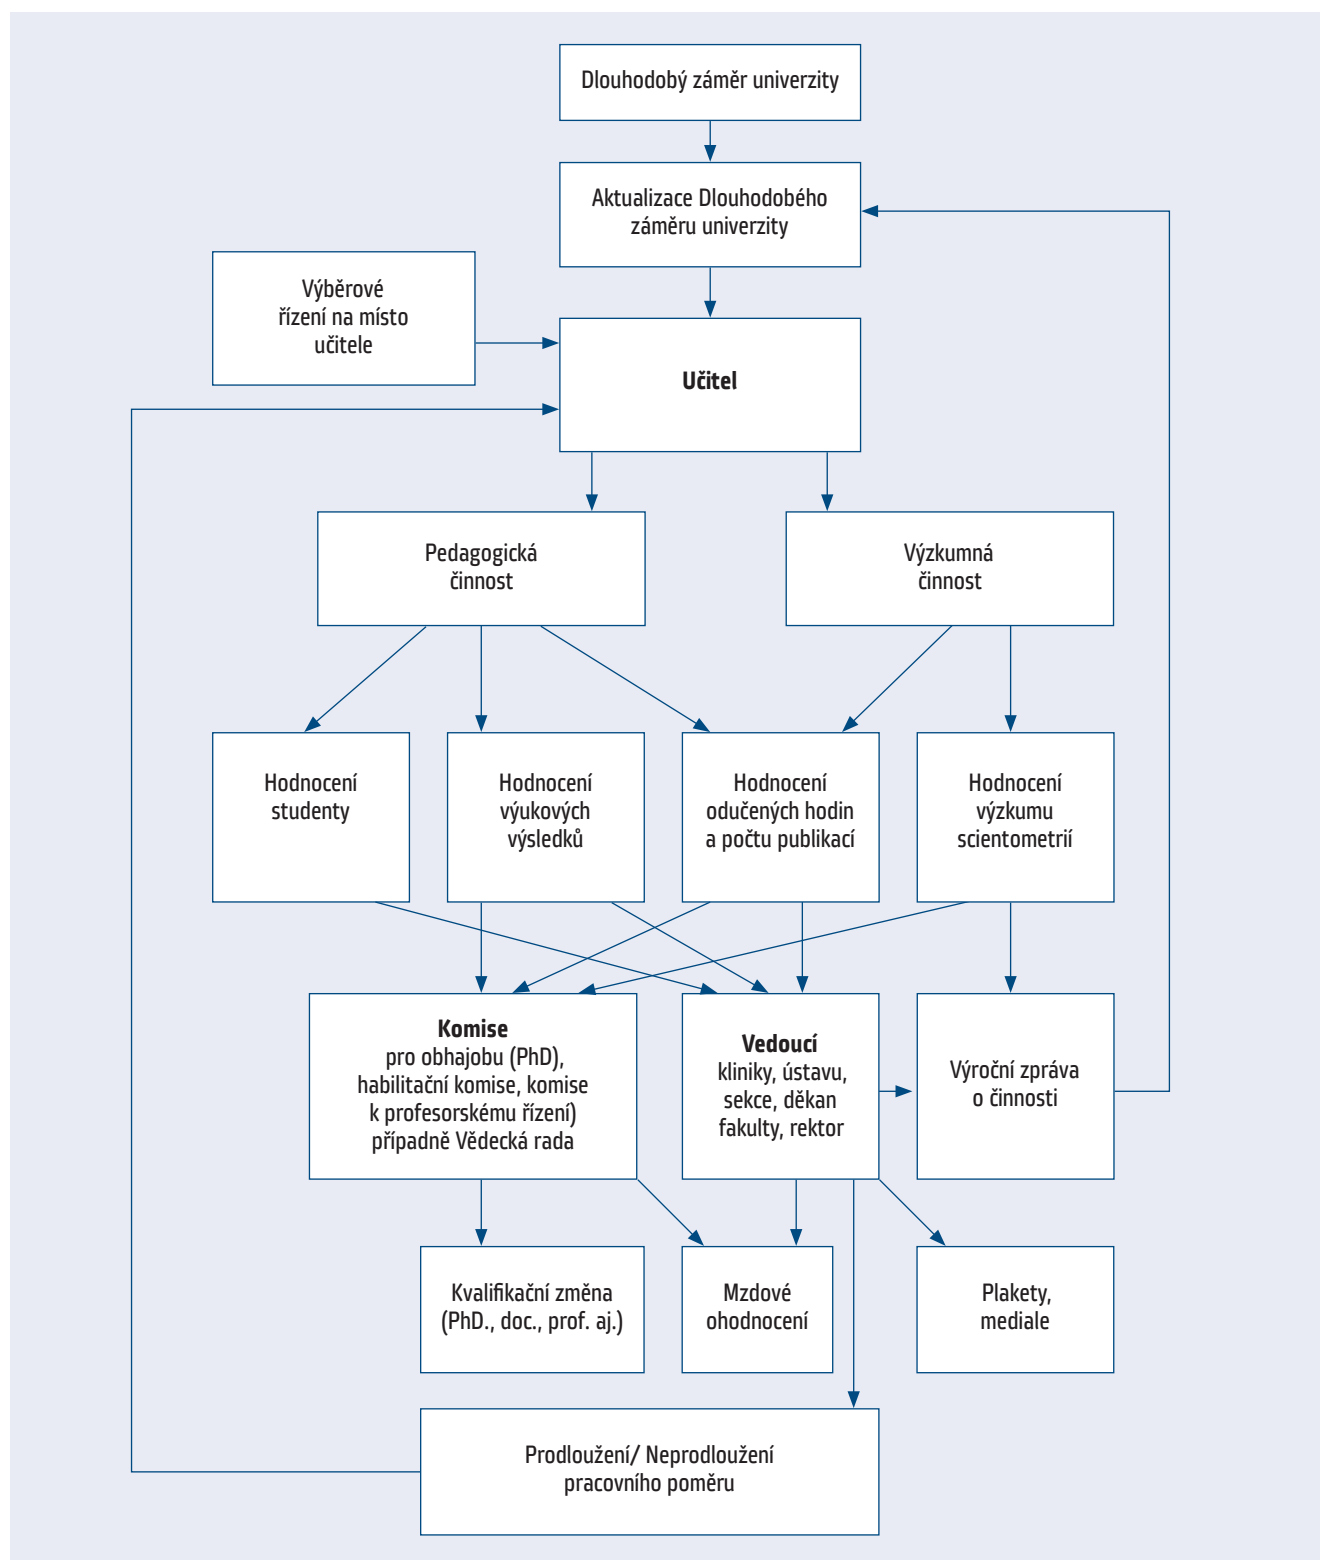 Dlouhodobý záměr univerzity
Aktualizace Dlouhodobého
záměru univerzity
Výběrové
řízení na místo
učitele
Učitel
Pedagogická
činnost
Výzkumná
činnost
Hodnocení
studenty
Hodnocení
výukových
výsledků
Hodnocení
odučených hodin
a počtu publikací
Hodnocení
výzkumu
scientometrií
Komise
pro obhajobu (PhD),
habilitační komise, komise
k profesorskému řízení)
případně Vědecká rada
Vedoucí
kliniky, ústavu,
sekce, děkan
fakulty, rektor
Výroční zpráva
o činnosti
Kvalifikační změna
(PhD., doc., prof. aj.)
Mzdové
ohodnocení
Plakety,
mediale
Prodloužení/ Neprodloužení
pracovního poměru